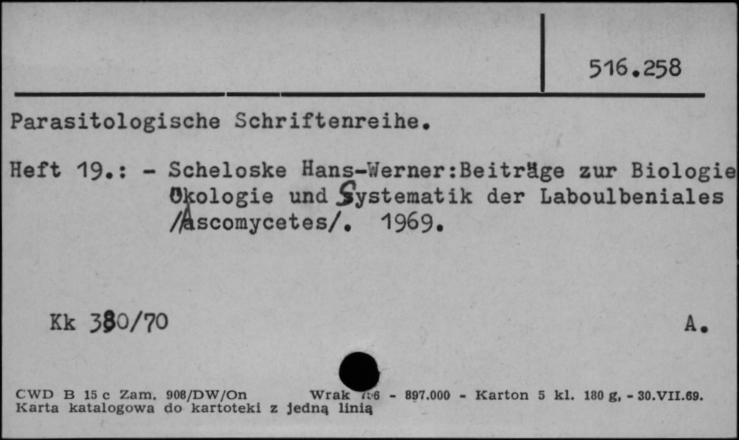 516.258
Parasitologische Schriftenreihe.
Heft 19.: - Scheloske Hans-Werner:Beiträge zur Biologie
Ökologie und Systematik der Laboulbeniales
/Ascomycetes/. 1969.
Kk 380/70 A.
CWD B 15 c Zam. 908/DW/On Wrak - 897.000 - Karton 5 kl. 180 g, - 30.VII.69.
Karta katalogowa do kartoteki z jedną linią